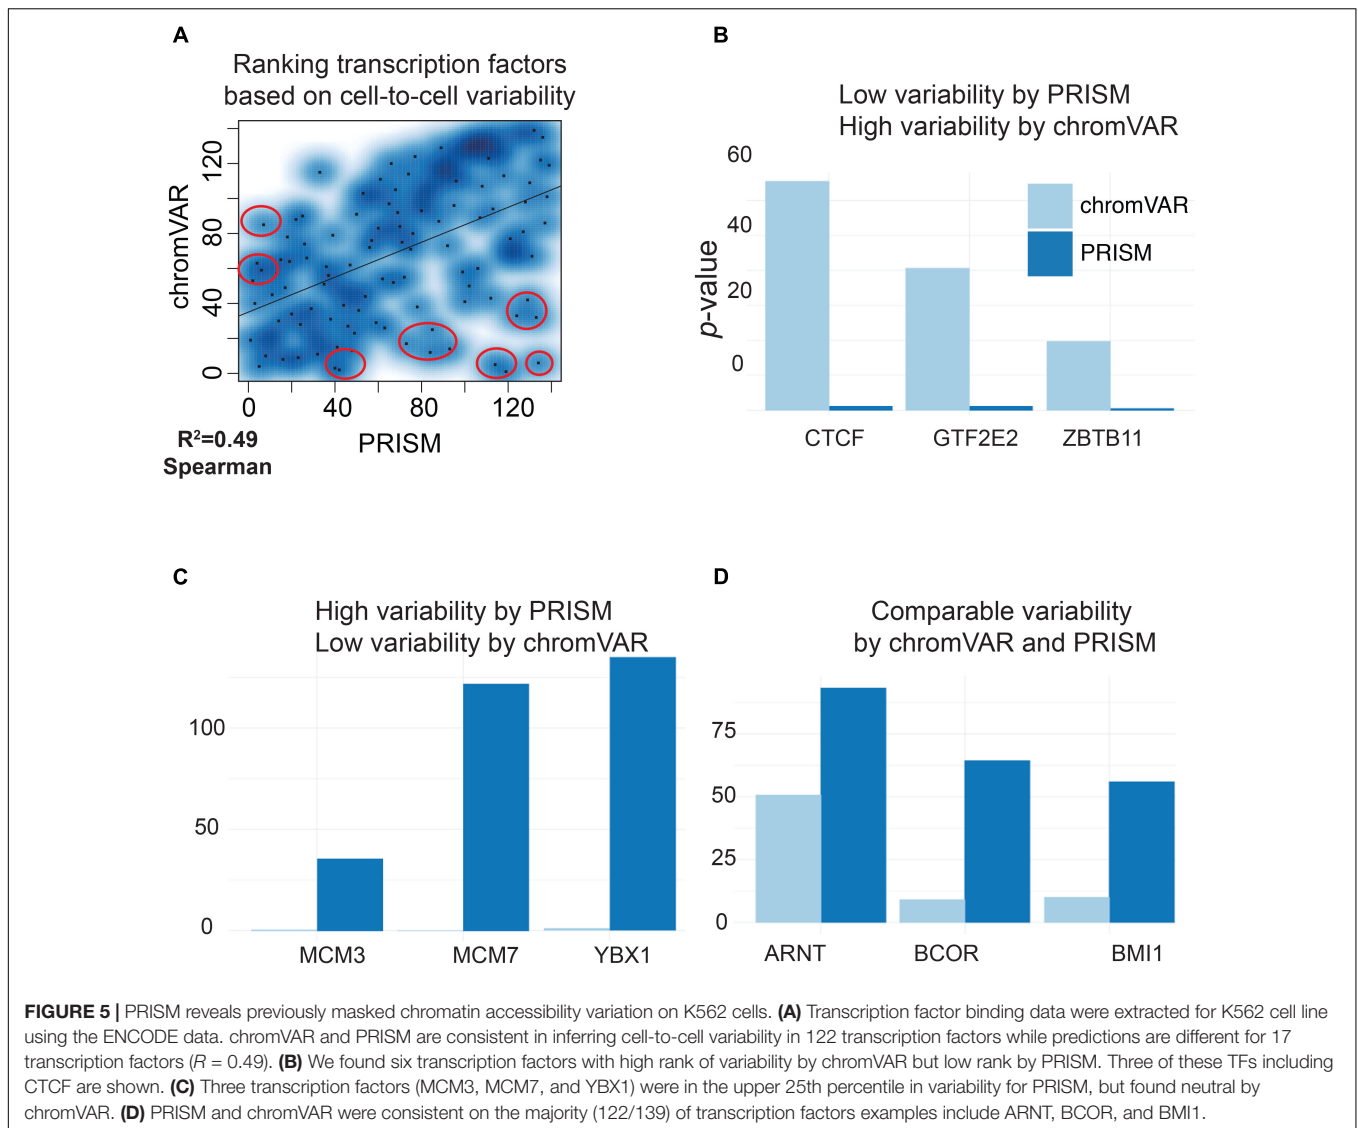 A
Ranking transcription factors
based on cell-to-cell variability
chromVAR
120
80
40
0
0 40 80 120
PRISM
R²=0.49
Spearman
B
Low variability by PRISM
High variability by chromVAR
p-value
60
40
20
0
chromVAR
PRISM
CTCF GTF2E2 ZBTB11
C
High variability by PRISM
Low variability by chromVAR
100
50
0
MCM3 MCM7 YBX1
D
Comparable variability
by chromVAR and PRISM
75
50
25
0
ARNT BCOR BMI1
FIGURE 5 | PRISM reveals previously masked chromatin accessibility variation on K562 cells. (A) Transcription factor binding data were extracted for K562 cell line
using the ENCODE data. chromVAR and PRISM are consistent in inferring cell-to-cell variability in 122 transcription factors while predictions are different for 17
transcription factors (R = 0.49). (B) We found six transcription factors with high rank of variability by chromVAR but low rank by PRISM. Three of these TFs including
CTCF are shown. (C) Three transcription factors (MCM3, MCM7, and YBX1) were in the upper 25th percentile in variability for PRISM, but found neutral by
chromVAR. (D) PRISM and chromVAR were consistent on the majority (122/139) of transcription factors examples include ARNT, BCOR, and BMI1.